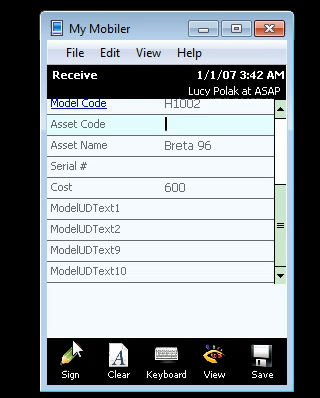 My Mobiler
File Edit View Help
Receive 1/1/07 3:42 AM
Lucy Polak at ASAP
Model Code H1002
Asset Code
Asset Name Breta 96
Serial #
Cost 600
ModelUDText1
ModelUDText2
ModelUDText9
ModelUDText10
Sign Clear Keyboard View Save